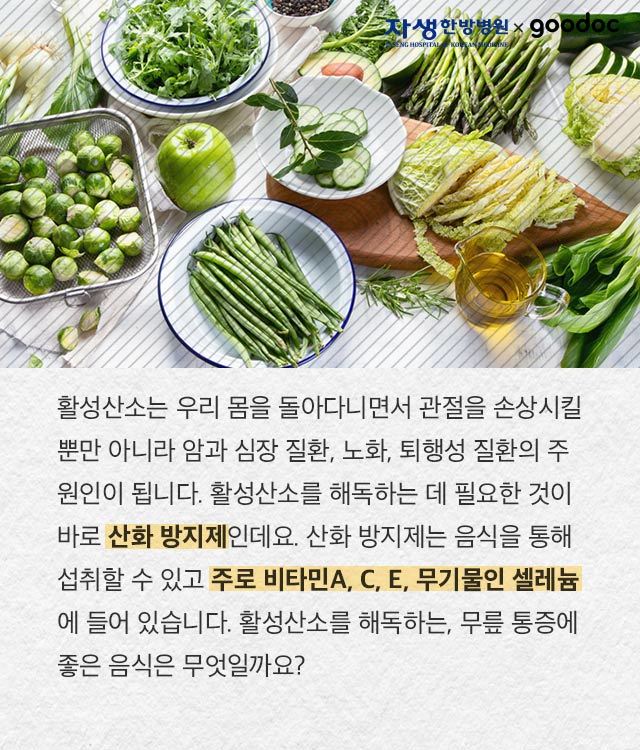 자생한방병원 × goodoc
JASENG HOSPITAL OF KOREAN MEDICINE
활성산소는 우리 몸을 돌아다니면서 관절을 손상시킬
뿐만 아니라 암과 심장 질환, 노화, 퇴행성 질환의 주
원인이 됩니다. 활성산소를 해독하는 데 필요한 것이
바로 산화 방지제인데요. 산화 방지제는 음식을 통해
섭취할 수 있고 주로 비타민A, C, E, 무기물인 셀레늄
에 들어 있습니다. 활성산소를 해독하는, 무릎 통증에
좋은 음식은 무엇일까요?